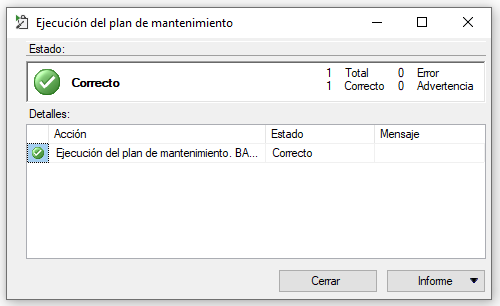 Ejecución del plan de mantenimiento
Estado:
Correcto
1 Total 0 Error
1 Correcto 0 Advertencia
Detalles:
Acción Estado Mensaje
Ejecución del plan de mantenimiento. BA... Correcto
Cerrar Informe